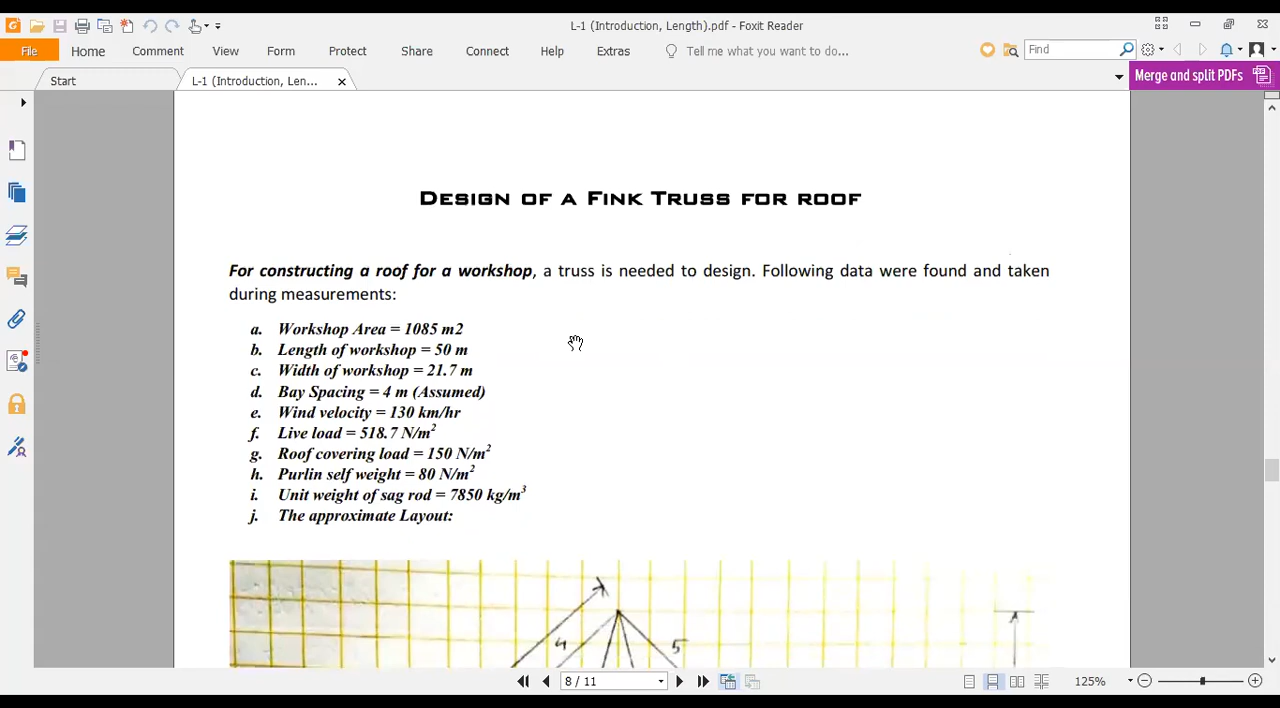 L-1 (Introduction, Length).pdf - Foxit Reader
File Home Comment View Form Protect Share Connect Help Extras Tell me what you want to do... Find
Start L-1 (Introduction, Len... Merge and split PDFs
DESIGN OF A FINK TRUSS FOR ROOF
For constructing a roof for a workshop, a truss is needed to design. Following data were found and taken
during measurements:
a. Workshop Area = 1085 m2
b. Length of workshop = 50 m
c. Width of workshop = 21.7 m
d. Bay Spacing = 4 m (Assumed)
e. Wind velocity = 130 km/hr
f. Live load = 518.7 N/m²
g. Roof covering load = 150 N/m²
h. Purlin self weight = 80 N/m²
i. Unit weight of sag rod = 7850 kg/m³
j. The approximate Layout:
4 5
8 / 11 125%